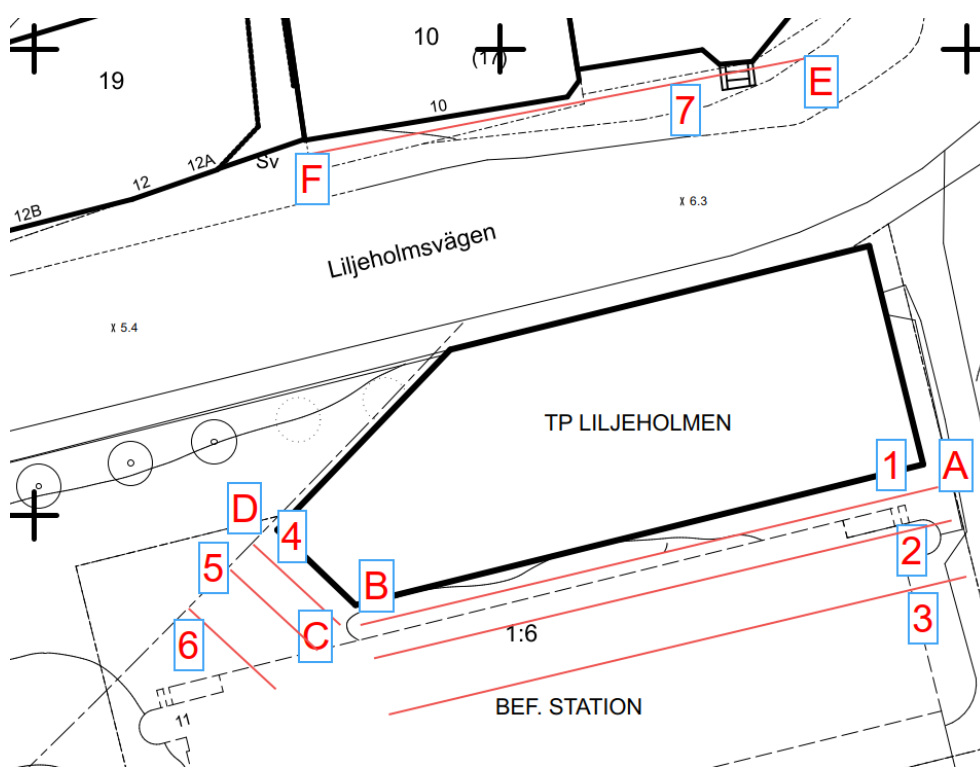 10
(17)
19
E
10
7
12A
Sv
F
12
6.3
12B
Liljeholmsvägen
5.4
TP LILJEHOLMEN
1
A
D
4
2
5
B
3
C
1:6
6
BEF. STATION
11